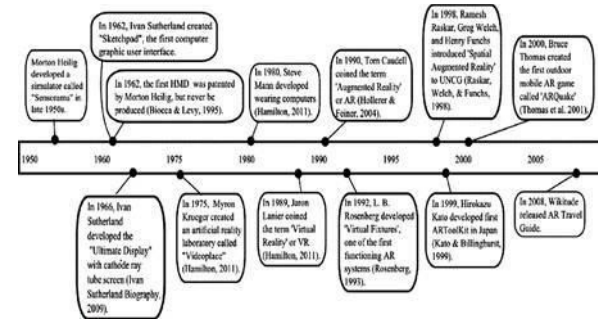 Morton Heilig
developed a
simulator called
"Sensorama" in
late 1950s.
In 1962, Ivan Sutherland created
"Sketchpad", the first computer
graphic user interface.
In 1962, the first HMD was patented
by Morton Heilig, but never be
produced (Biocca & Levy, 1995).
In 1980, Steve
Mann developed
wearing computers
(Hamilton, 2011).
In 1990, Tom Caudell
coined the term
'Augmented Reality'
or AR (Hollerer &
Feiner, 2004).
In 1998, Ramesh
Raskar, Greg Welch,
and Henry Funchs
introduced 'Spatial
Augmented Reality'
to UNCG (Raskar,
Welch, & Funchs,
1998).
In 2000, Bruce
Thomas created
the first outdoor
mobile AR game
called 'ARQuake'
(Thomas et al. 2001).
1950 1960 1975 1980 1990 1995 2000 2005
In 1966, Ivan
Sutherland
developed the
"Ultimate Display"
with cathode ray
tube screen (Ivan
Sutherland Biography,
2009).
In 1975, Myron
Krueger created
an artificial reality
laboratory called
"Videoplace"
(Hamilton, 2011).
In 1989, Jaron
Lanier coined
the term 'Virtual
Reality' or VR
(Hamilton, 2011).
In 1992, L. B.
Rosenberg developed
'Virtual Fixtures',
one of the first
functioning AR
systems (Rosenberg,
1993).
In 1999, Hirokazu
Kato developed first
ARToolKit in Japan
(Kato & Billinghurst,
1999).
In 2008, Wikitude
released AR Travel
Guide.